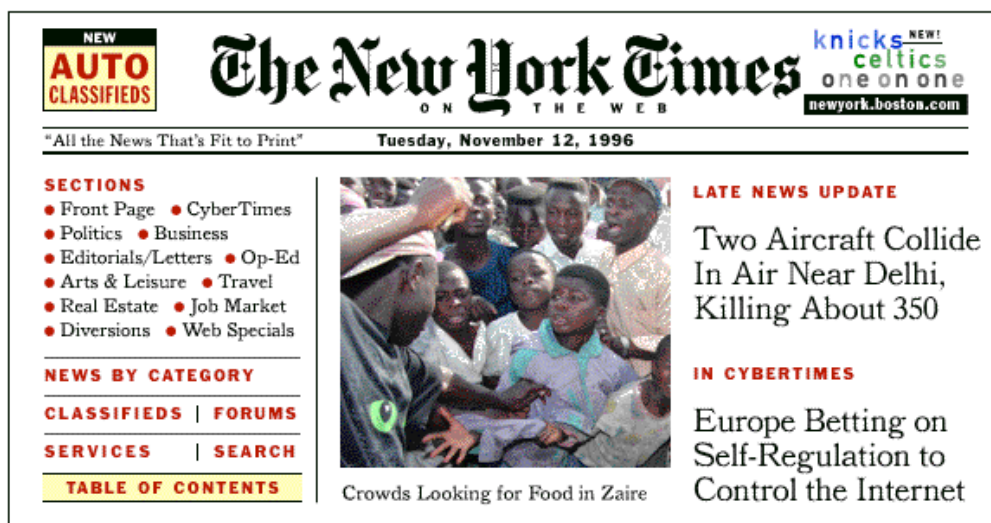 NEW
AUTO
CLASSIFIEDS
The New York Times
ON THE WEB
knicks NEW!
celtics
one on one
newyork.boston.com
"All the News That's Fit to Print"
Tuesday, November 12, 1996
SECTIONS
● Front Page ● CyberTimes
● Politics ● Business
● Editorials/Letters ● Op-Ed
● Arts & Leisure ● Travel
● Real Estate ● Job Market
● Diversions ● Web Specials
NEWS BY CATEGORY
CLASSIFIEDS | FORUMS
SERVICES | SEARCH
TABLE OF CONTENTS
Crowds Looking for Food in Zaire
LATE NEWS UPDATE
Two Aircraft Collide
In Air Near Delhi,
Killing About 350
IN CYBERTIMES
Europe Betting on
Self-Regulation to
Control the Internet